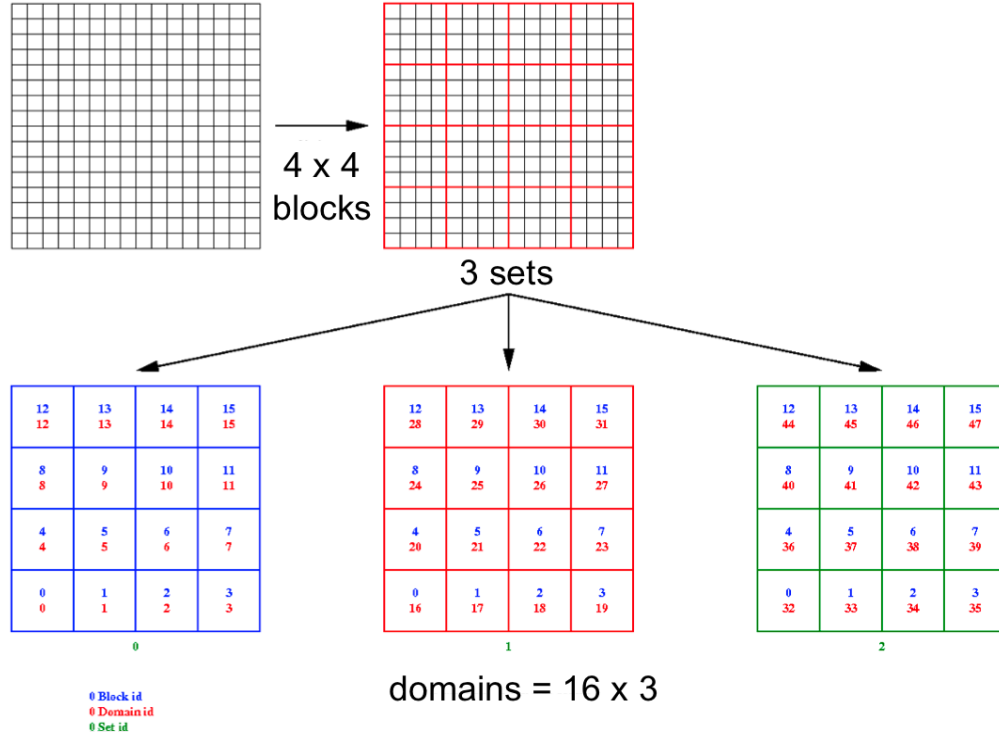 4 x 4
blocks
3 sets
12 13 14 15
12 13 14 15
8 9 10 11
8 9 10 11
4 5 6 7
4 5 6 7
0 1 2 3
0 1 2 3
0
12 13 14 15
28 29 30 31
8 9 10 11
24 25 26 27
4 5 6 7
20 21 22 23
0 1 2 3
16 17 18 19
1
12 13 14 15
44 45 46 47
8 9 10 11
40 41 42 43
4 5 6 7
36 37 38 39
0 1 2 3
32 33 34 35
2
domains = 16 x 3
0 Block id
0 Domain id
0 Set id